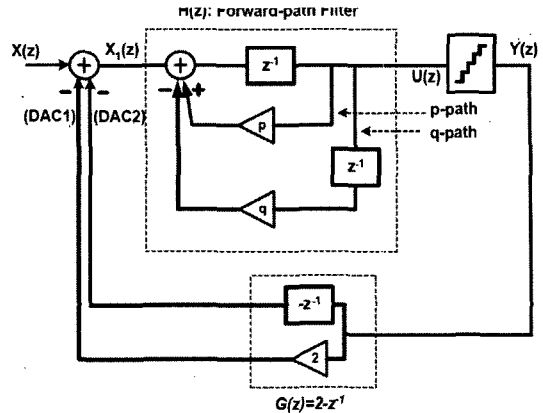 H(z): Forward-path Filter
X(z)
X₁(z)
z⁻¹
U(z)
Y(z)
+
+
−
+
−
−
(DAC1)
(DAC2)
p
p-path
q-path
z⁻¹
q
-z⁻¹
2
G(z)=2-z⁻¹